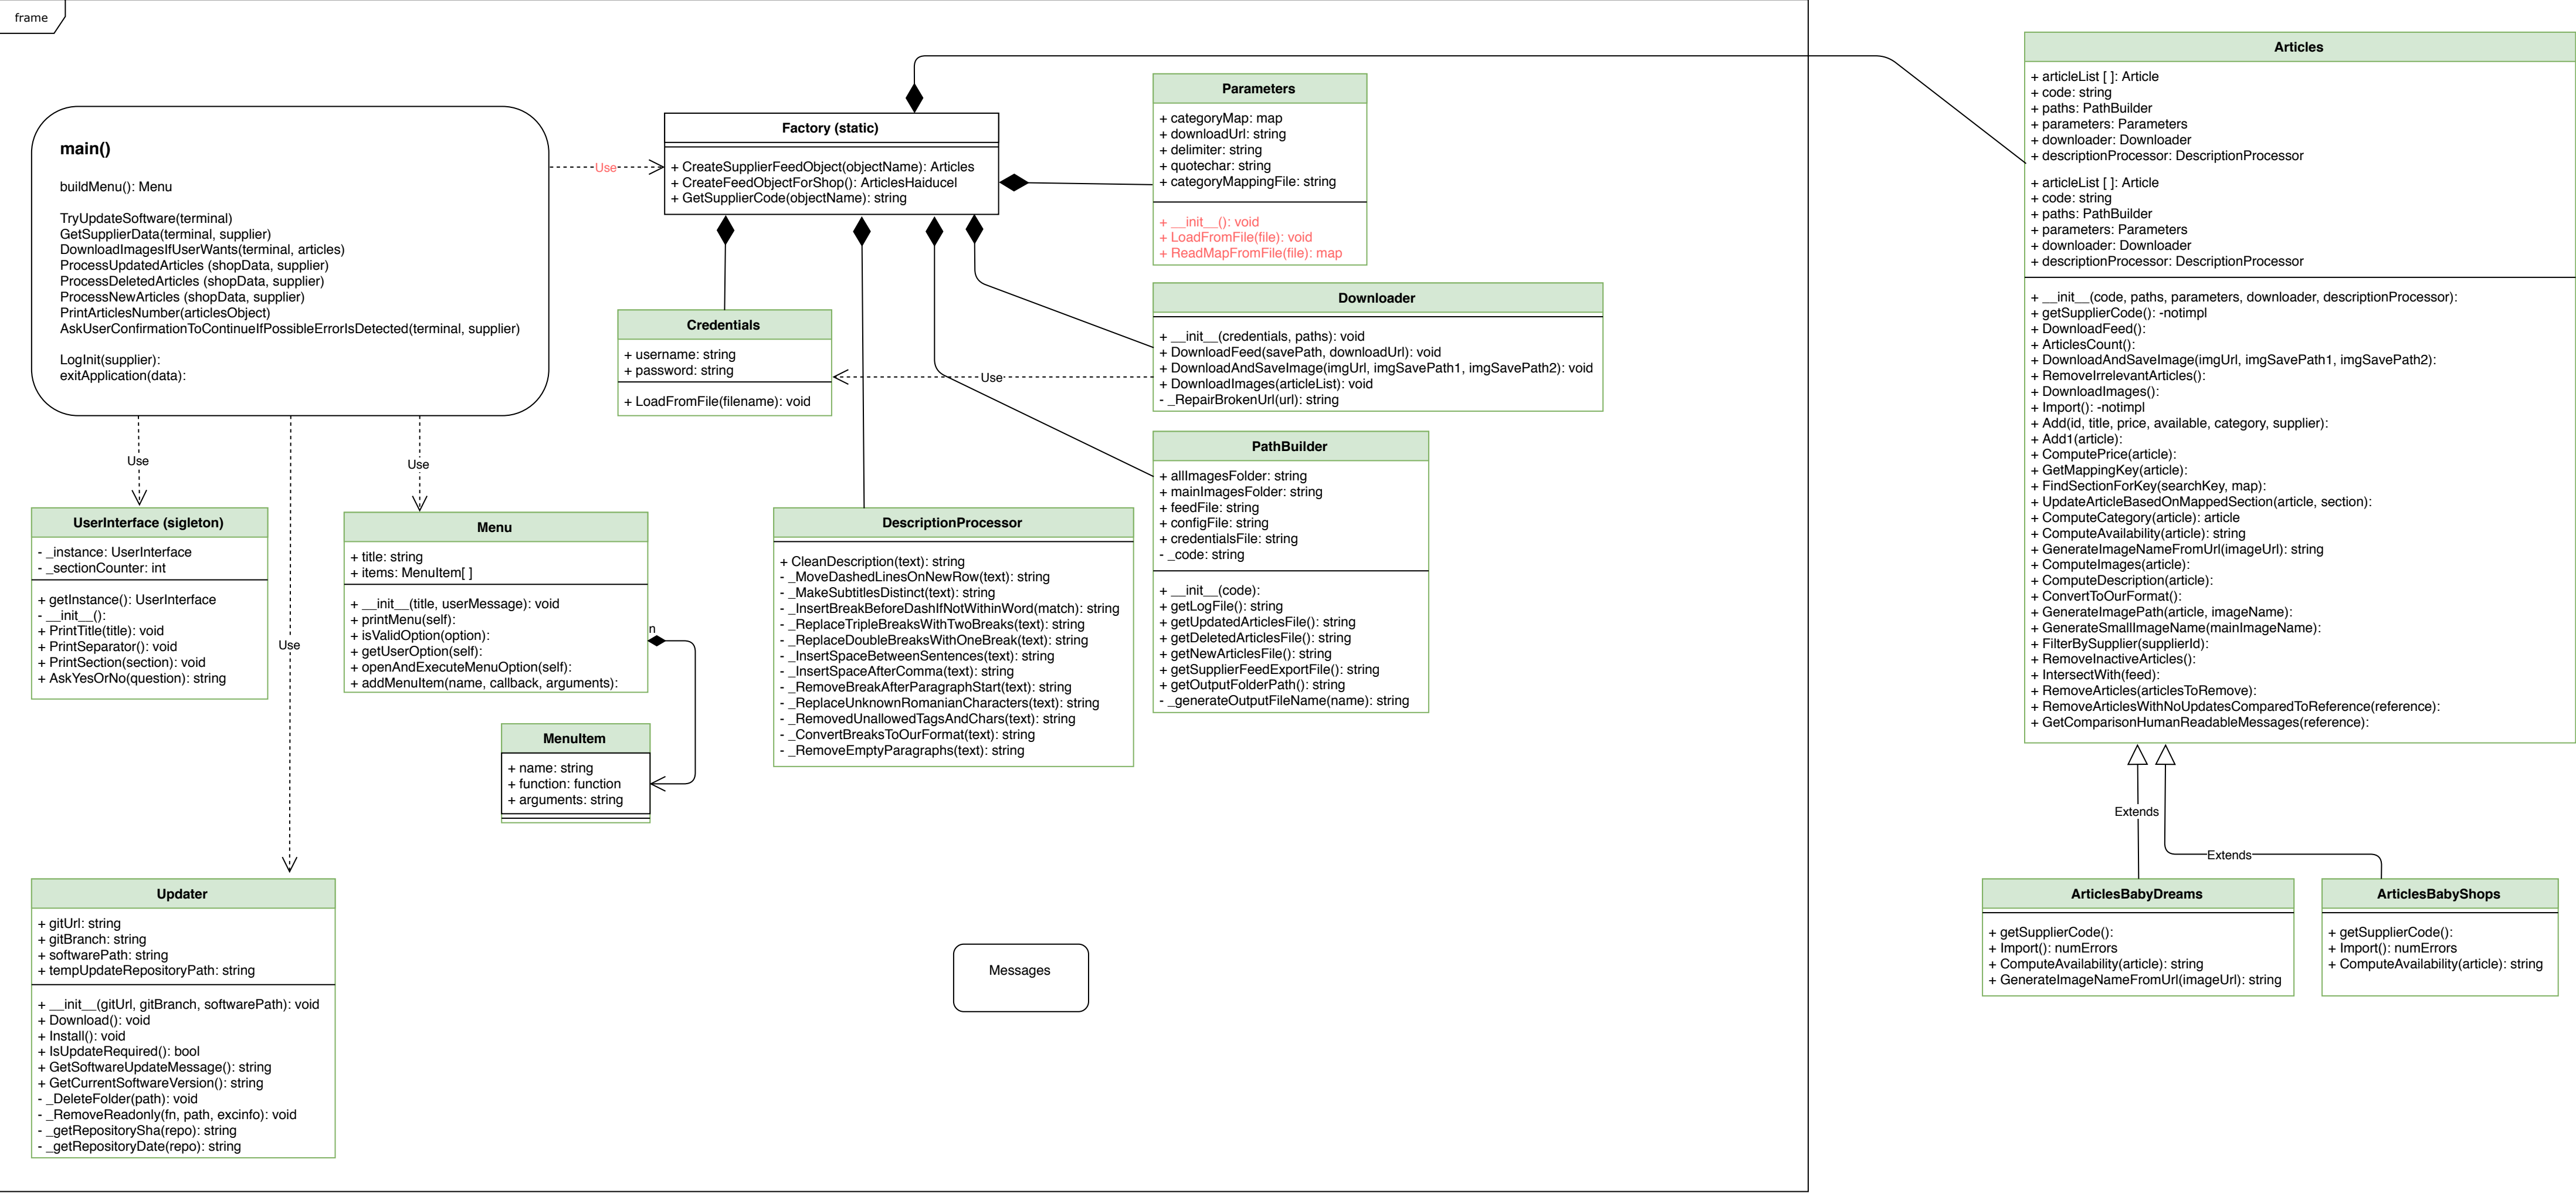 frame
main()
buildMenu(): Menu
TryUpdateSoftware(terminal)
GetSupplierData(terminal, supplier)
DownloadImagesIfUserWants(terminal, articles)
ProcessUpdatedArticles (shopData, supplier)
ProcessDeletedArticles (shopData, supplier)
ProcessNewArticles (shopData, supplier)
PrintArticlesNumber(articlesObject)
AskUserConfirmationToContinueIfPossibleErrorIsDetected(terminal, supplier)
LogInit(supplier):
exitApplication(data):
Use
Factory (static)
+ CreateSupplierFeedObject(objectName): Articles
+ CreateFeedObjectForShop(): ArticlesHaiducel
+ GetSupplierCode(objectName): string
Parameters
+ categoryMap: map
+ downloadUrl: string
+ delimiter: string
+ quotechar: string
+ categoryMappingFile: string
+ __init__(): void
+ LoadFromFile(file): void
+ ReadMapFromFile(file): map
Downloader
+ __init__(credentials, paths): void
+ DownloadFeed(savePath, downloadUrl): void
+ DownloadAndSaveImage(imgUrl, imgSavePath1, imgSavePath2): void
+ DownloadImages(articleList): void
- _RepairBrokenUrl(url): string
Use
Credentials
+ username: string
+ password: string
+ LoadFromFile(filename): void
PathBuilder
+ allImagesFolder: string
+ mainImagesFolder: string
+ feedFile: string
+ configFile: string
+ credentialsFile: string
- _code: string
+ __init__(code):
+ getLogFile(): string
+ getUpdatedArticlesFile(): string
+ getDeletedArticlesFile(): string
+ getNewArticlesFile(): string
+ getSupplierFeedExportFile(): string
+ getOutputFolderPath(): string
- _generateOutputFileName(name): string
DescriptionProcessor
+ CleanDescription(text): string
- _MoveDashedLinesOnNewRow(text): string
- _MakeSubtitlesDistinct(text): string
- _InsertBreakBeforeDashIfNotWithinWord(match): string
- _ReplaceTripleBreaksWithTwoBreaks(text): string
- _ReplaceDoubleBreaksWithOneBreak(text): string
- _InsertSpaceBetweenSentences(text): string
- _InsertSpaceAfterComma(text): string
- _RemoveBreakAfterParagraphStart(text): string
- _ReplaceUnknownRomanianCharacters(text): string
- _RemovedUnallowedTagsAndChars(text): string
- _ConvertBreaksToOurFormat(text): string
- _RemoveEmptyParagraphs(text): string
Use
Use
Use
UserInterface (sigleton)
- _instance: UserInterface
- _sectionCounter: int
+ getInstance(): UserInterface
- __init__():
+ PrintTitle(title): void
+ PrintSeparator(): void
+ PrintSection(section): void
+ AskYesOrNo(question): string
Menu
+ title: string
+ items: MenuItem[ ]
+ __init__(title, userMessage): void
+ printMenu(self):
+ isValidOption(option):
+ getUserOption(self):
+ openAndExecuteMenuOption(self):
+ addMenuItem(name, callback, arguments):
n
MenuItem
+ name: string
+ function: function
+ arguments: string
Updater
+ gitUrl: string
+ gitBranch: string
+ softwarePath: string
+ tempUpdateRepositoryPath: string
+ __init__(gitUrl, gitBranch, softwarePath): void
+ Download(): void
+ Install(): void
+ IsUpdateRequired(): bool
+ GetSoftwareUpdateMessage(): string
+ GetCurrentSoftwareVersion(): string
- _DeleteFolder(path): void
- _RemoveReadonly(fn, path, excinfo): void
- _getRepositorySha(repo): string
- _getRepositoryDate(repo): string
Messages
Articles
+ articleList [ ]: Article
+ code: string
+ paths: PathBuilder
+ parameters: Parameters
+ downloader: Downloader
+ descriptionProcessor: DescriptionProcessor
+ articleList [ ]: Article
+ code: string
+ paths: PathBuilder
+ parameters: Parameters
+ downloader: Downloader
+ descriptionProcessor: DescriptionProcessor
+ __init__(code, paths, parameters, downloader, descriptionProcessor):
+ getSupplierCode(): -notimpl
+ DownloadFeed():
+ ArticlesCount():
+ DownloadAndSaveImage(imgUrl, imgSavePath1, imgSavePath2):
+ RemoveIrrelevantArticles():
+ DownloadImages():
+ Import(): -notimpl
+ Add(id, title, price, available, category, supplier):
+ Add1(article):
+ ComputePrice(article):
+ GetMappingKey(article):
+ FindSectionForKey(searchKey, map):
+ UpdateArticleBasedOnMappedSection(article, section):
+ ComputeCategory(article): article
+ ComputeAvailability(article): string
+ GenerateImageNameFromUrl(imageUrl): string
+ ComputeImages(article):
+ ComputeDescription(article):
+ ConvertToOurFormat():
+ GenerateImagePath(article, imageName):
+ GenerateSmallImageName(mainImageName):
+ FilterBySupplier(supplierId):
+ RemoveInactiveArticles():
+ IntersectWith(feed):
+ RemoveArticles(articlesToRemove):
+ RemoveArticlesWithNoUpdatesComparedToReference(reference):
+ GetComparisonHumanReadableMessages(reference):
Extends
Extends
ArticlesBabyDreams
+ getSupplierCode():
+ Import(): numErrors
+ ComputeAvailability(article): string
+ GenerateImageNameFromUrl(imageUrl): string
ArticlesBabyShops
+ getSupplierCode():
+ Import(): numErrors
+ ComputeAvailability(article): string